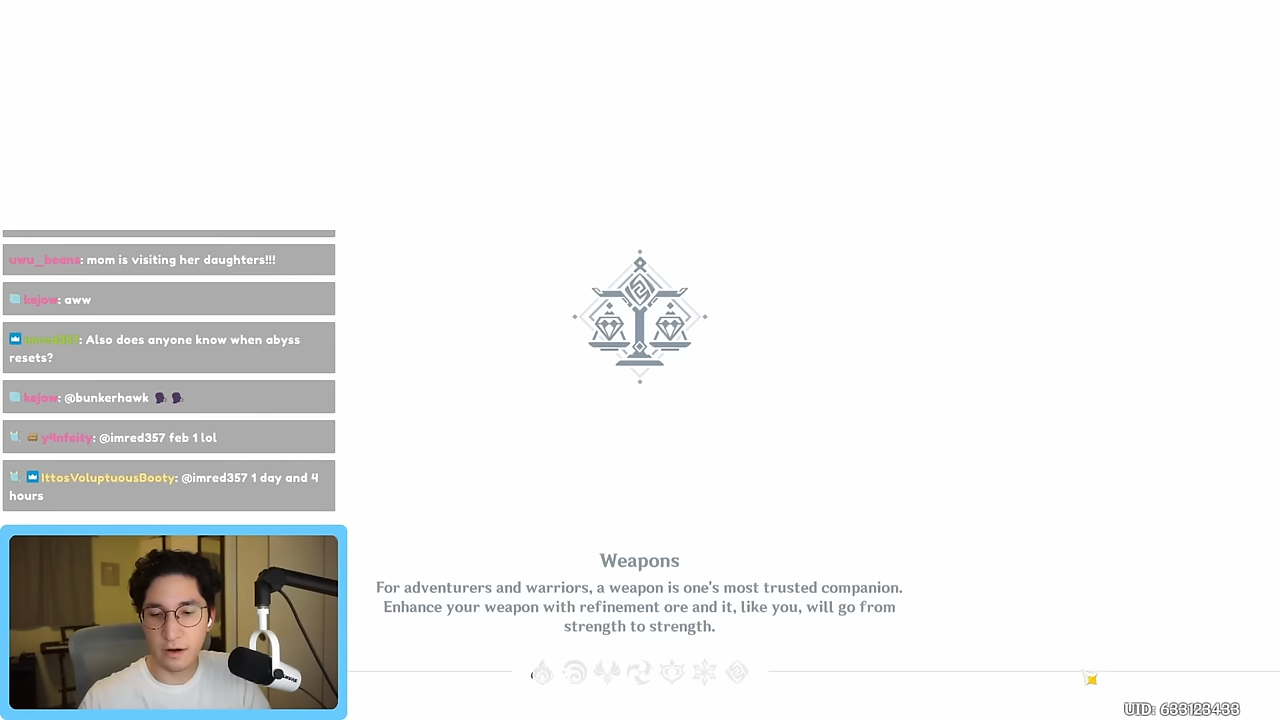 uwu_beans: mom is visiting her daughters!!!
kejow: aww
imred357: Also does anyone know when abyss
resets?
kejow: @bunkerhawk
y4nfeity: @imred357 feb 1 lol
IttosVoluptuousBooty: @imred357 1 day and 4
hours
Weapons
For adventurers and warriors, a weapon is one's most trusted companion.
Enhance your weapon with refinement ore and it, like you, will go from
strength to strength.
UID: 633123433